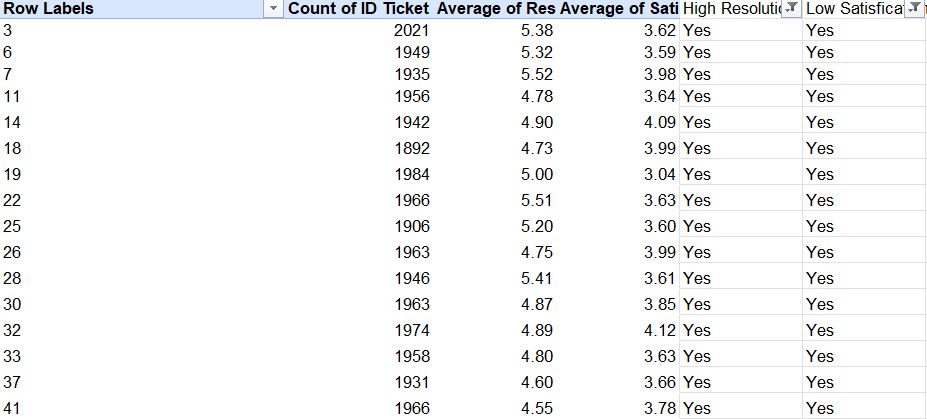 Row Labels Count of ID Ticket Average of Res Average of Sati High Resolutio Low Satisficat
3 2021 5.38 3.62 Yes Yes
6 1949 5.32 3.59 Yes Yes
7 1935 5.52 3.98 Yes Yes
11 1956 4.78 3.64 Yes Yes
14 1942 4.90 4.09 Yes Yes
18 1892 4.73 3.99 Yes Yes
19 1984 5.00 3.04 Yes Yes
22 1966 5.51 3.63 Yes Yes
25 1906 5.20 3.60 Yes Yes
26 1963 4.75 3.99 Yes Yes
28 1946 5.41 3.61 Yes Yes
30 1963 4.87 3.85 Yes Yes
32 1974 4.89 4.12 Yes Yes
33 1958 4.80 3.63 Yes Yes
37 1931 4.60 3.66 Yes Yes
41 1966 4.55 3.78 Yes Yes